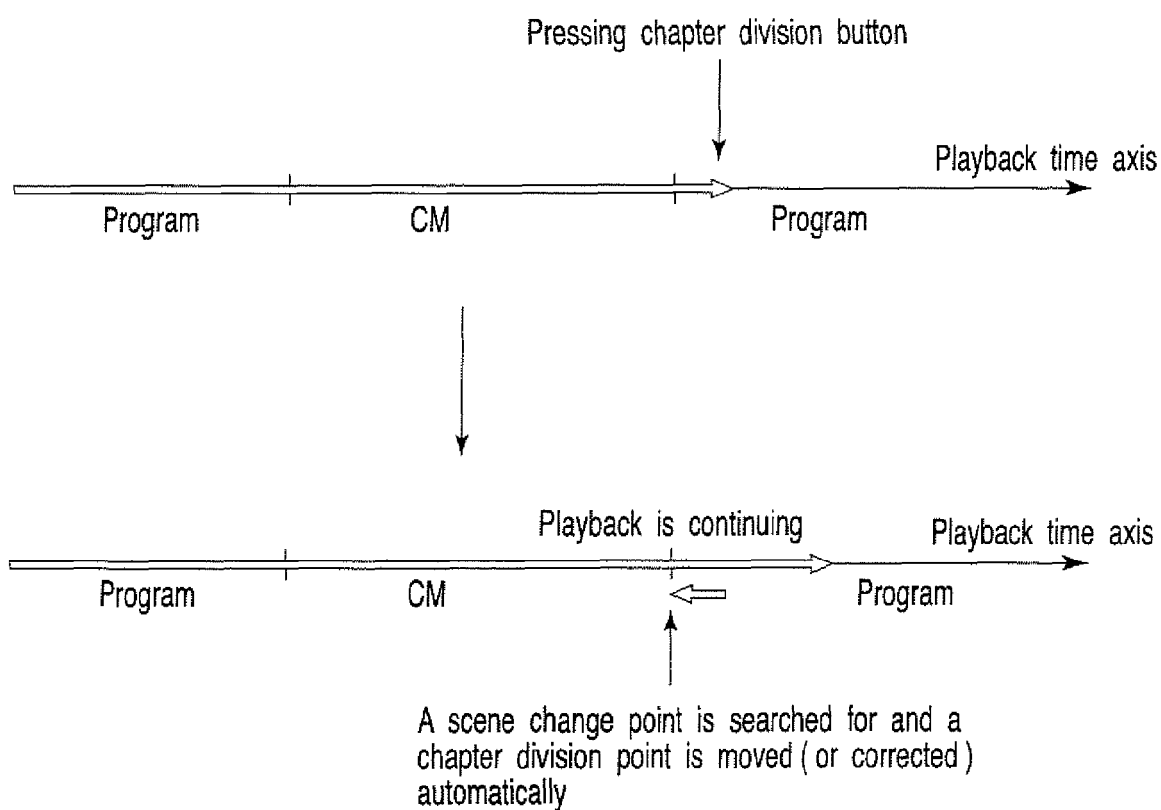 Pressing chapter division button
Playback time axis
Program CM Program
Playback is continuing Playback time axis
Program CM Program
A scene change point is searched for and a
chapter division point is moved ( or corrected )
automatically